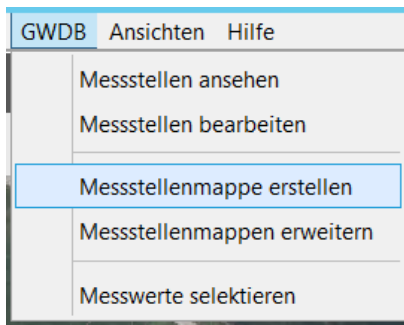 GWDB Ansichten Hilfe
Messstellen ansehen
Messstellen bearbeiten
Messstellenmappe erstellen
Messstellenmappen erweitern
Messwerte selektieren